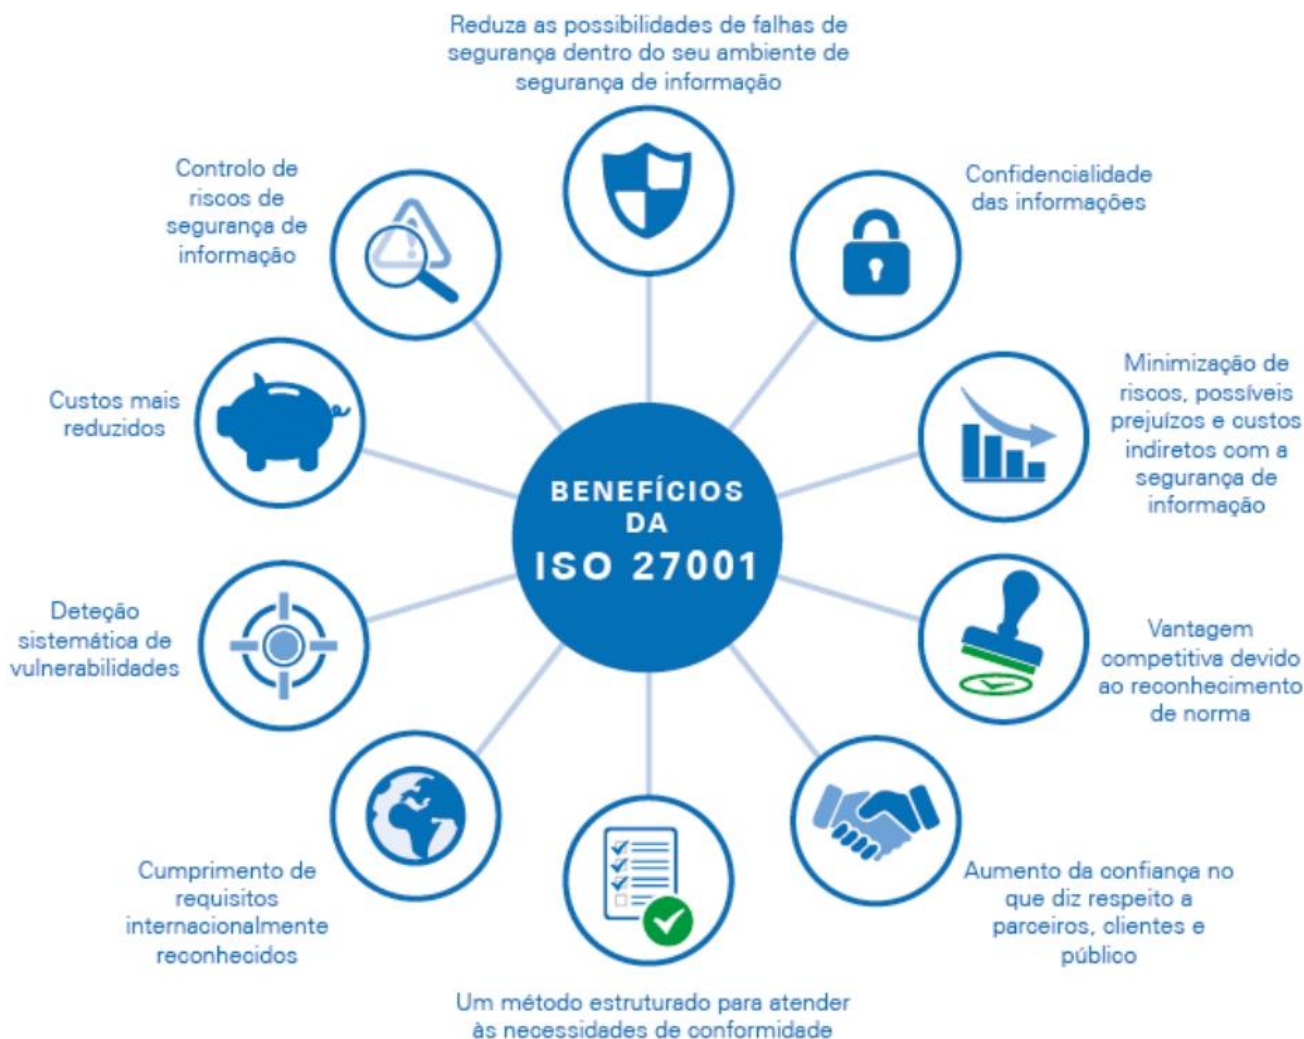 Reduza as possibilidades de falhas de
segurança dentro do seu ambiente de
segurança de informação
Confidencialidade
das informações
Minimização de
riscos, possíveis
prejuízos e custos
indiretos com a
segurança de
informação
Vantagem
competitiva devido
ao reconhecimento
de norma
Aumento da confiança no
que diz respeito a
parceiros, clientes e
público
Um método estruturado para atender
às necessidades de conformidade
Cumprimento de
requisitos
internacionalmente
reconhecidos
Deteção
sistemática de
vulnerabilidades
Custos mais
reduzidos
Controlo de
riscos de
segurança de
informação
BENEFÍCIOS
DA
ISO 27001